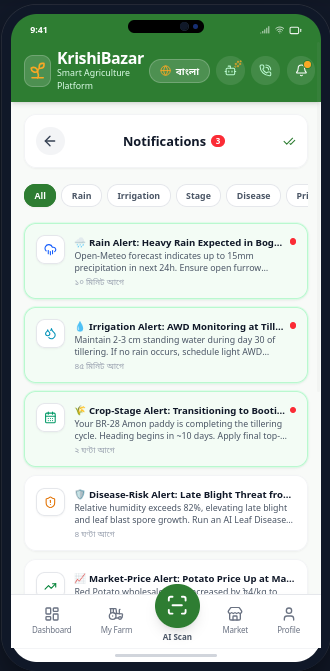 9:41
KrishiBazar
Smart Agriculture
Platform
বাংলা
Notifications 3
All Rain Irrigation Stage Disease Pri
🌧️ Rain Alert: Heavy Rain Expected in Bog...
Open-Meteo forecast indicates up to 15mm
precipitation in next 24h. Ensure open furrow...
১০ মিনিট আগে
💧 Irrigation Alert: AWD Monitoring at Till...
Maintain 2-3 cm standing water during day 30 of
tillering. If no rain occurs, schedule light AWD...
৪৫ মিনিট আগে
🌾 Crop-Stage Alert: Transitioning to Booti...
Your BR-28 Amon paddy is completing the tillering
cycle. Heading begins in ~10 days. Apply final top-...
২ ঘণ্টা আগে
🛡️ Disease-Risk Alert: Late Blight Threat fro...
Relative humidity exceeds 82%, elevating late blight
and leaf blast spore growth. Run an AI Leaf Disease...
৪ ঘণ্টা আগে
📈 Market-Price Alert: Potato Price Up at Ma...
Red Potato wholesale increased by ৳4/kg to
Dashboard My Farm AI Scan Market Profile